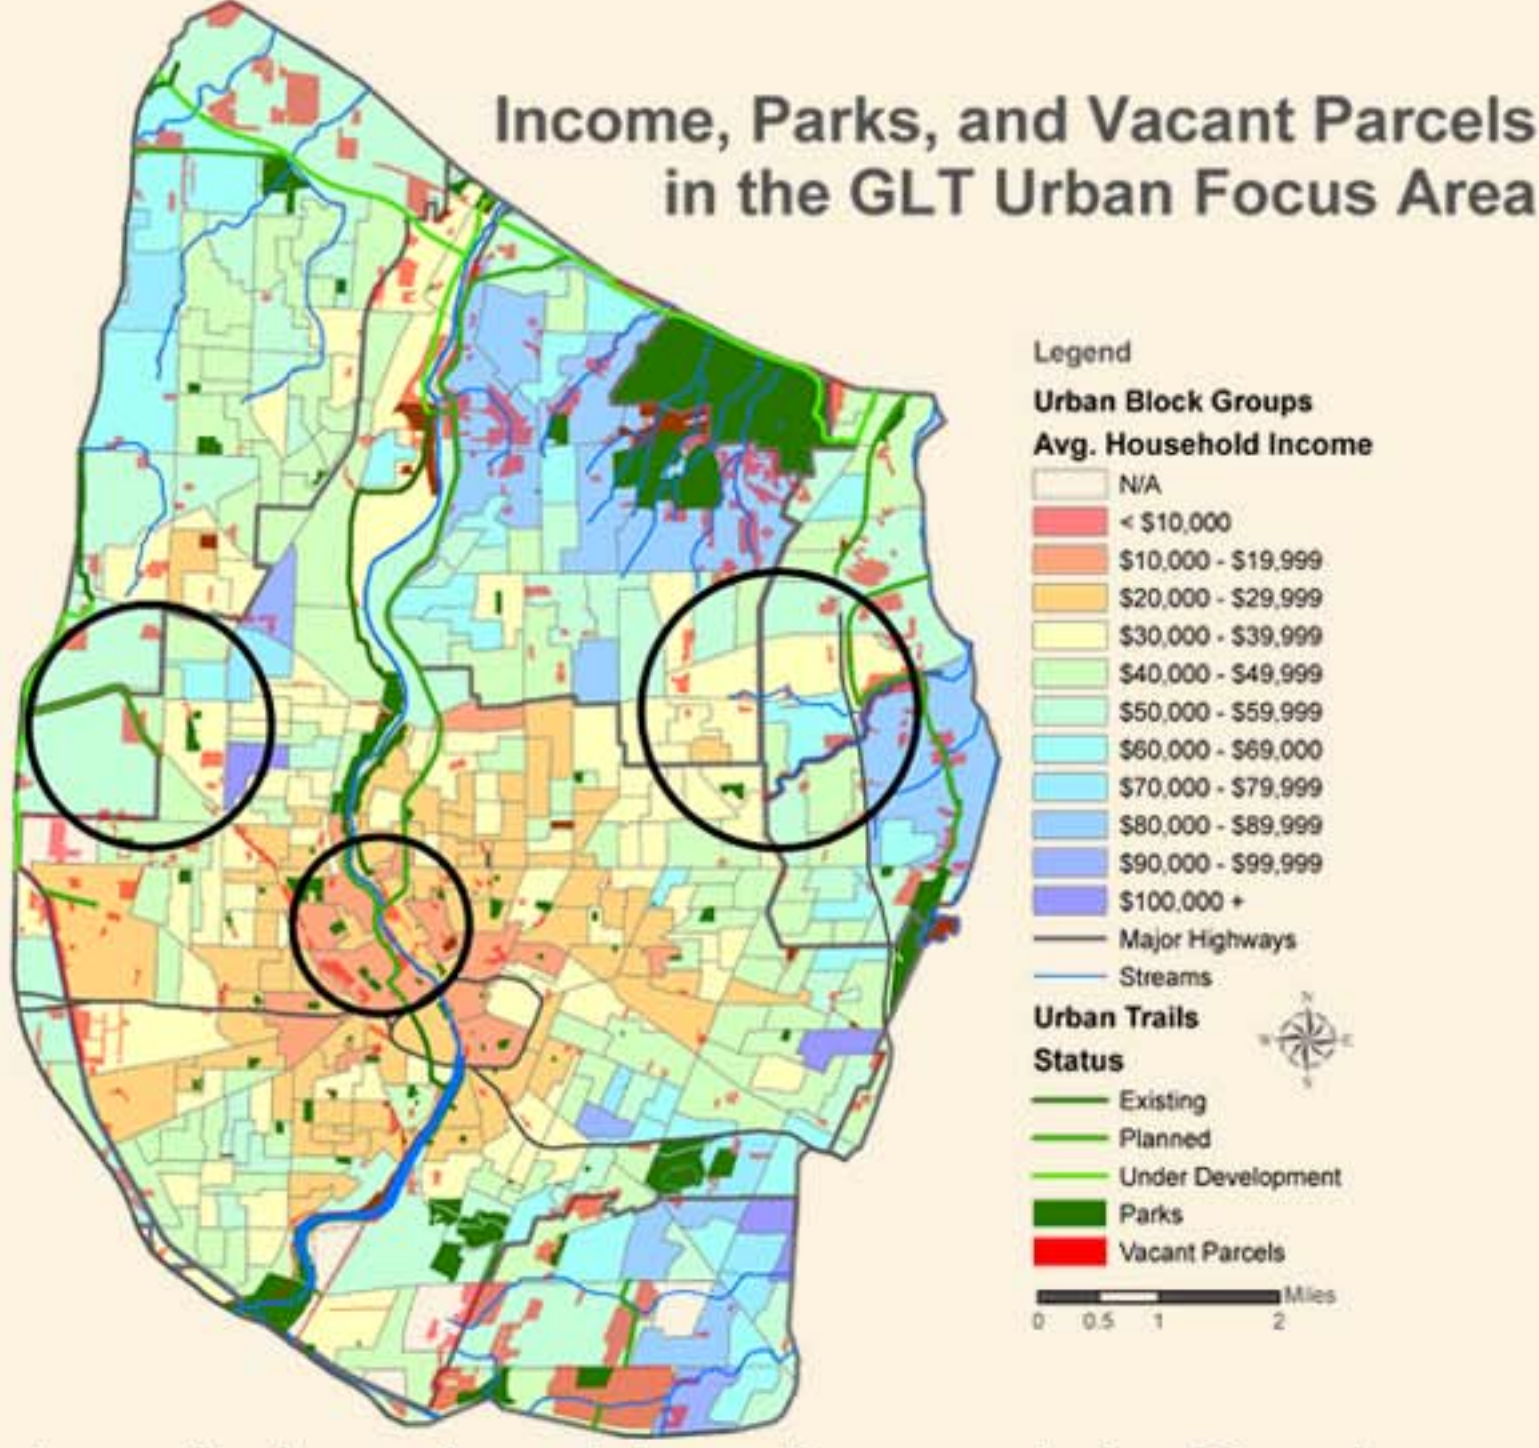 Income, Parks, and Vacant Parcels
in the GLT Urban Focus Area
Legend
Urban Block Groups
Avg. Household Income
N/A
< $10,000
$10,000 - $19,999
$20,000 - $29,999
$30,000 - $39,999
$40,000 - $49,999
$50,000 - $59,999
$60,000 - $69,000
$70,000 - $79,999
$80,000 - $89,999
$90,000 - $99,999
$100,000 +
Major Highways
Streams
Urban Trails
Status
N
W E
S
Existing
Planned
Under Development
Parks
Vacant Parcels
Miles
0 0.5 1 2